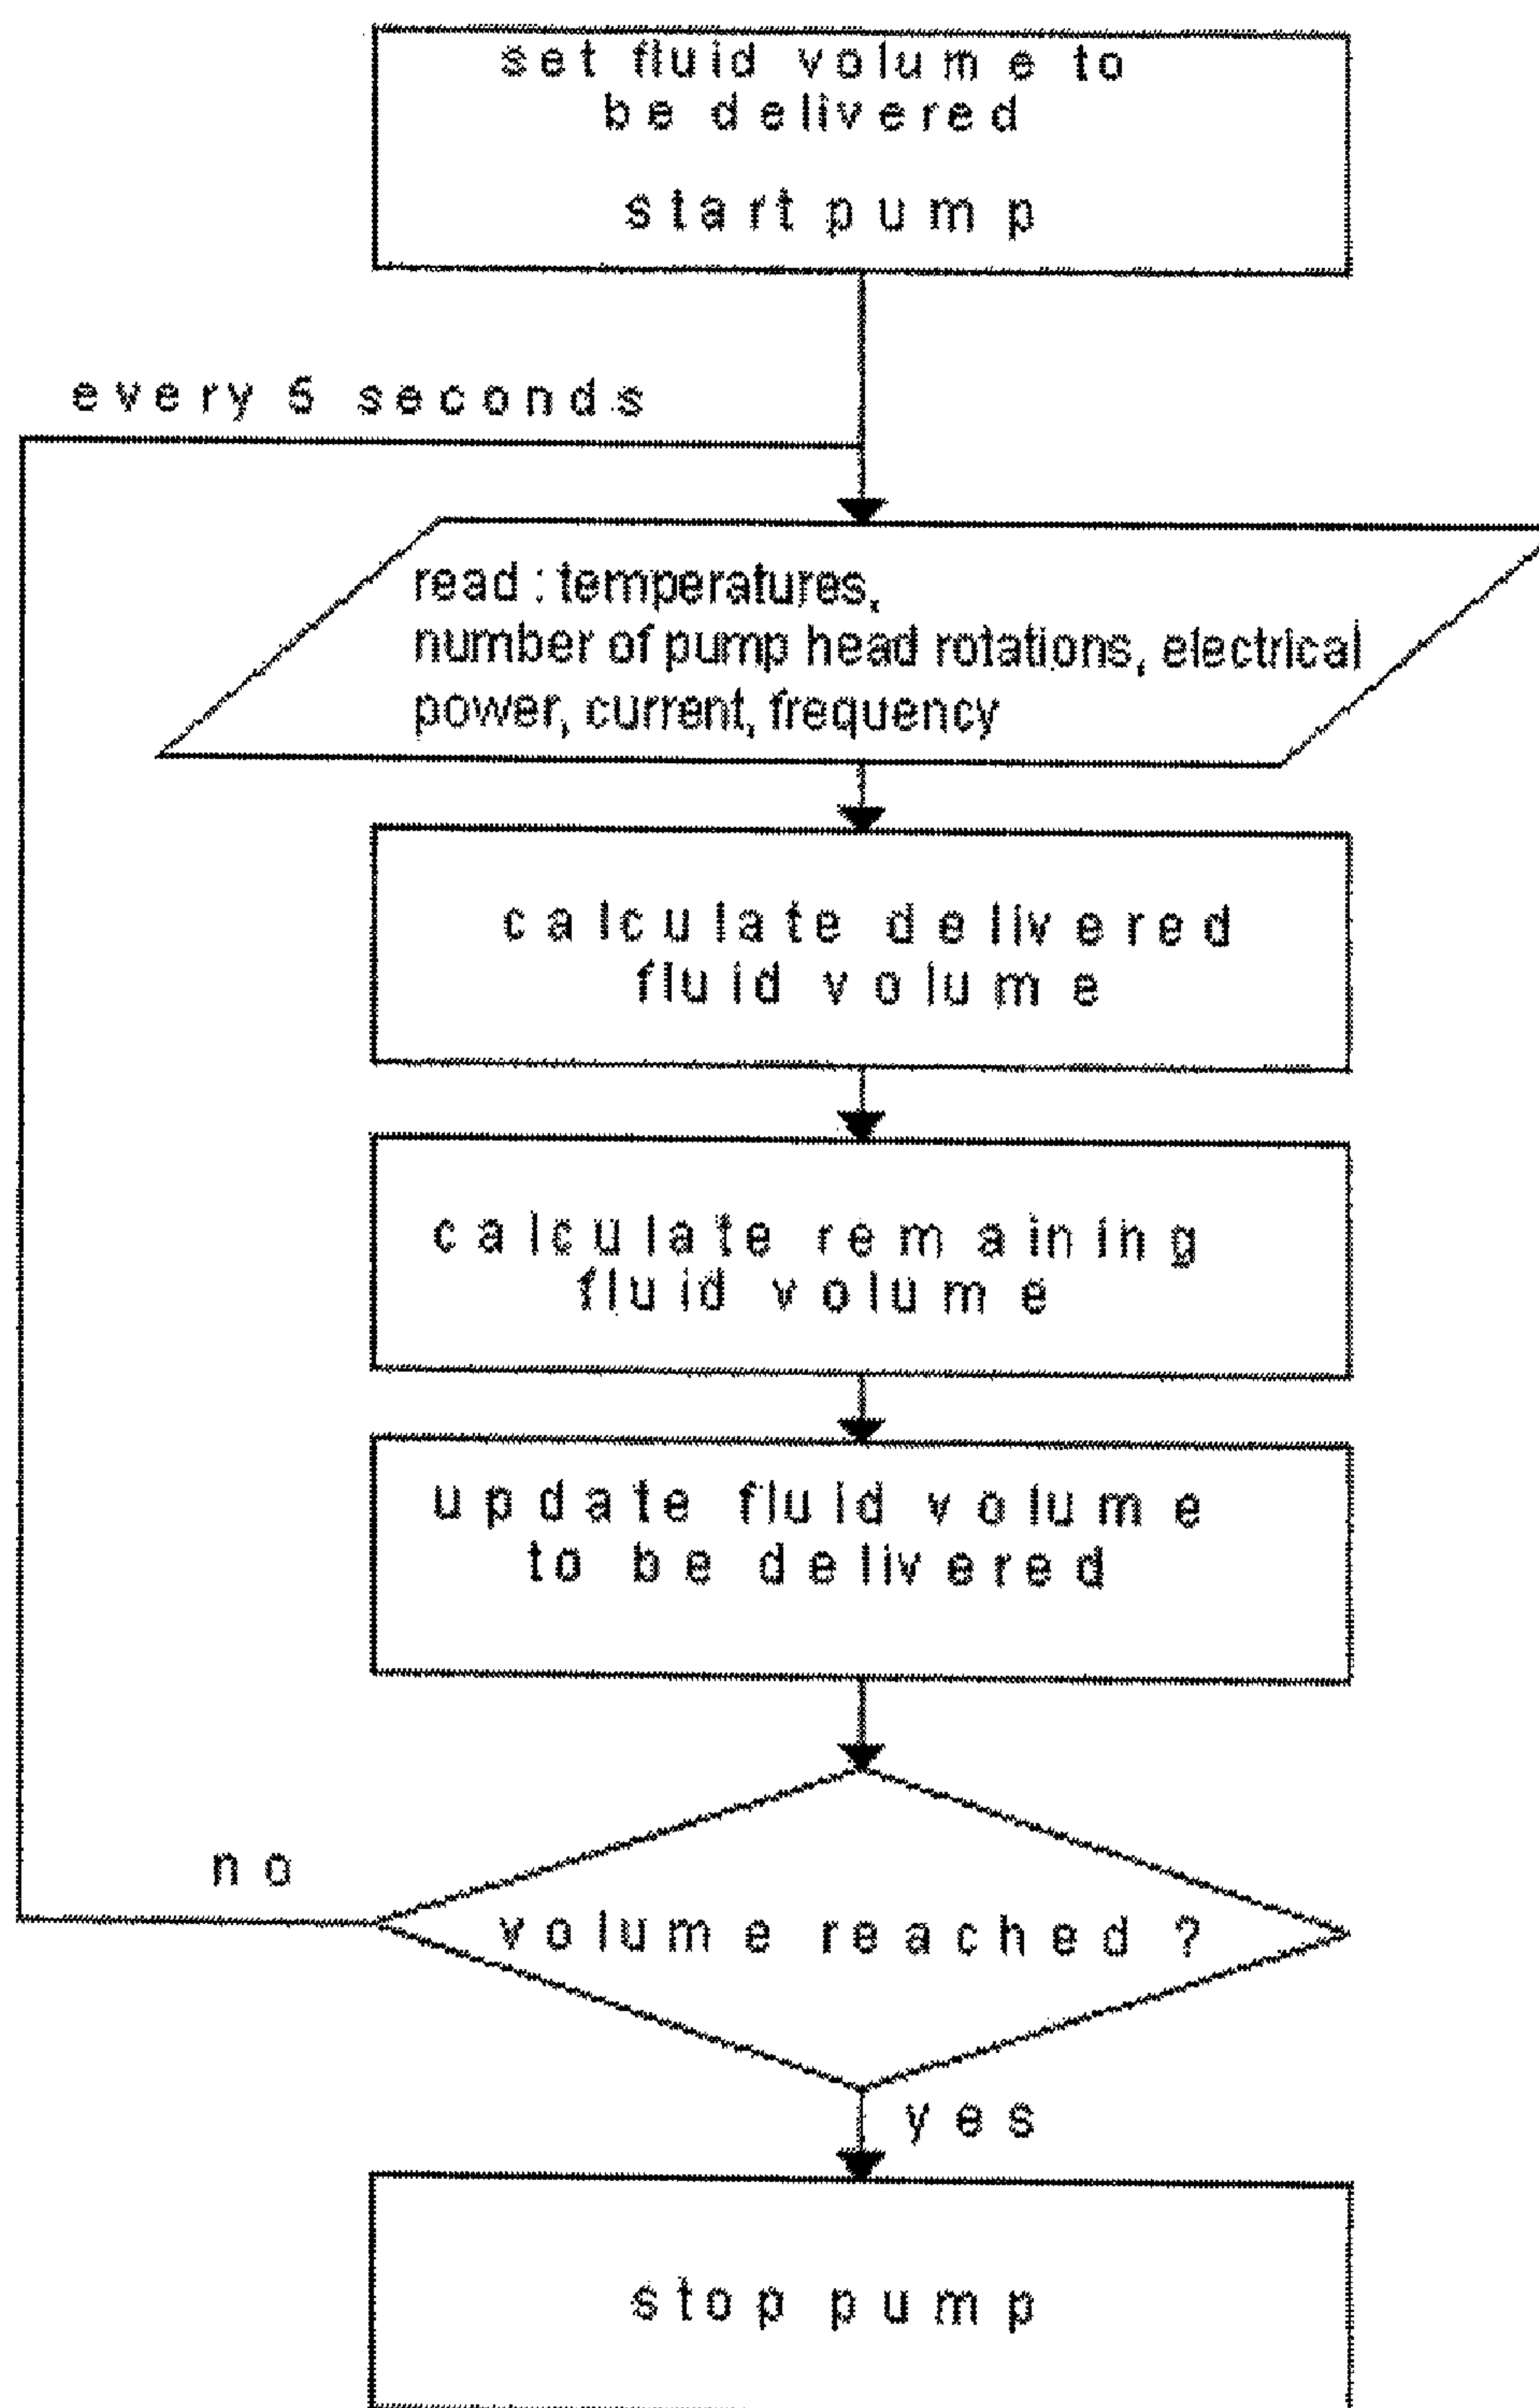 set fluid volume to
be delivered
start pump
every 5 seconds
read : temperatures,
number of pump head rotations, electrical
power, current, frequency
calculate delivered
fluid volume
calculate remaining
fluid volume
update fluid volume
to be delivered
no
volume reached ?
yes
stop pump